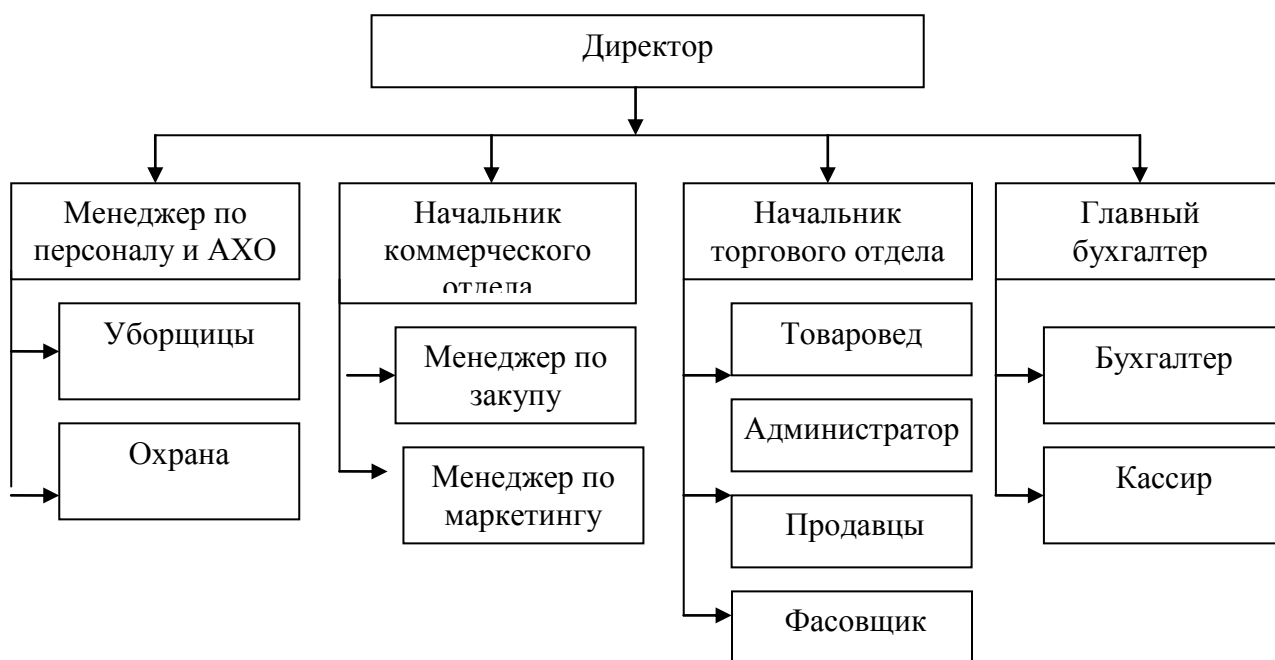 Директор
Менеджер по
персоналу и АХО
Начальник
коммерческого
отдела
Начальник
торгового отдела
Главный
бухгалтер
Уборщицы
Охрана
Менеджер по
закупу
Менеджер по
маркетингу
Товаровед
Администратор
Продавцы
Фасовщик
Бухгалтер
Кассир